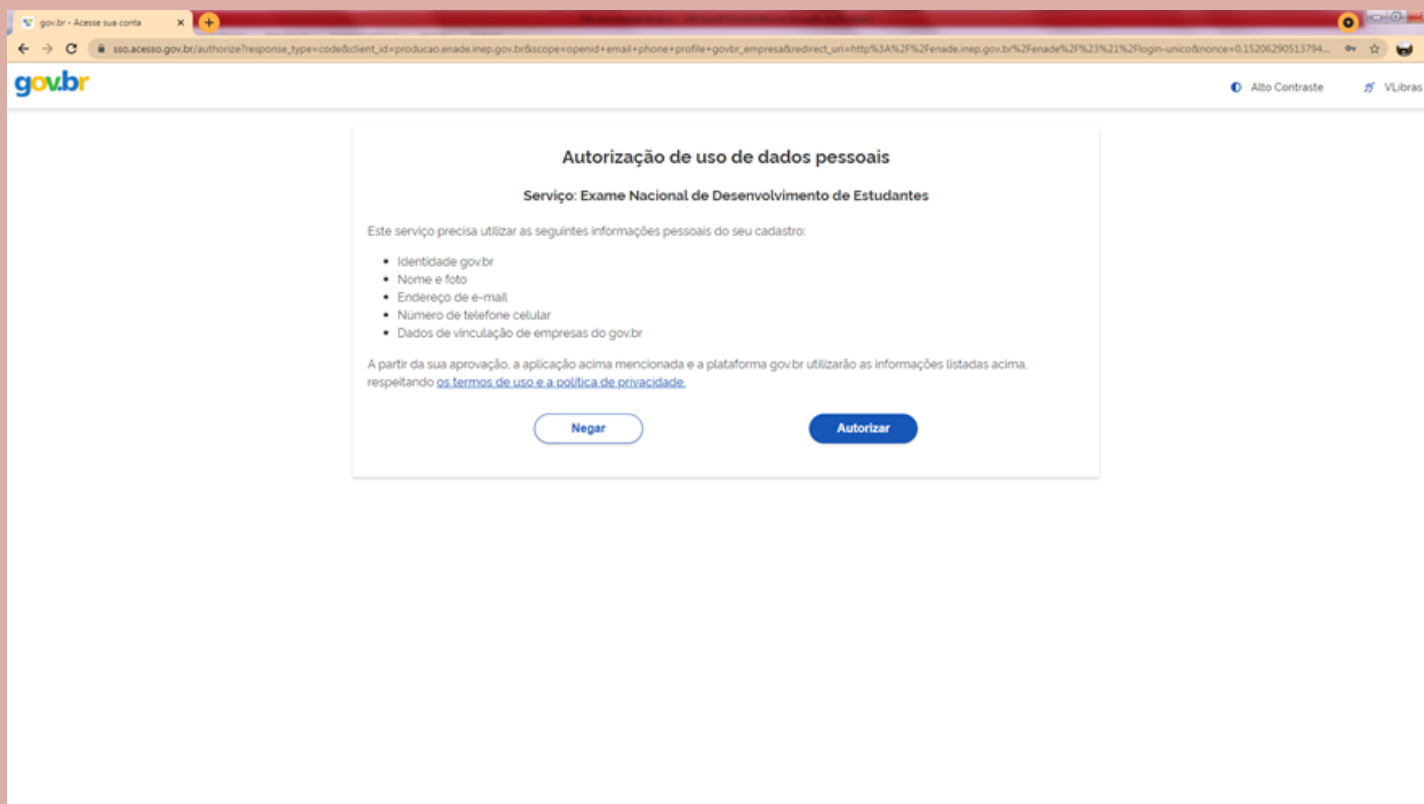 gov.br - Acesse sua conta
sso.acesso.gov.br/authorize?response_type=code&client_id=producao.enade.inep.gov.br&scope=openid+email+phone+profile+govbr_empresa&redirect_uri=http%3A%2F%2Fenade.inep.gov.br%2Fenade%2F%23%21%2Flogin-unico&nonce=0.15206290513794...
gov.br
Alto Contraste
VLibras
Autorização de uso de dados pessoais
Serviço: Exame Nacional de Desenvolvimento de Estudantes
Este serviço precisa utilizar as seguintes informações pessoais do seu cadastro:
• Identidade gov.br
• Nome e foto
• Endereço de e-mail
• Número de telefone celular
• Dados de vinculação de empresas do gov.br
A partir da sua aprovação, a aplicação acima mencionada e a plataforma gov.br utilizarão as informações listadas acima,
respeitando os termos de uso e a política de privacidade.
Negar
Autorizar